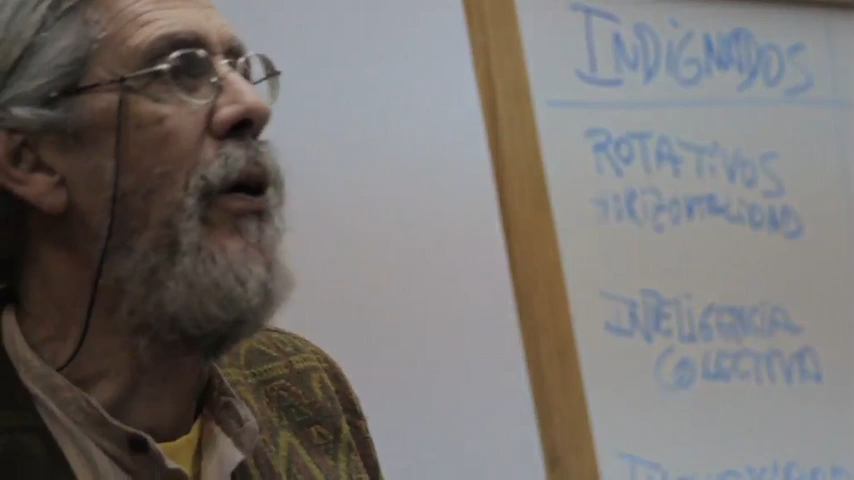 INDIGNADOS
ROTATIVOS
HORIZONTALIDAD
INTELIGENCIA
COLECTIVA